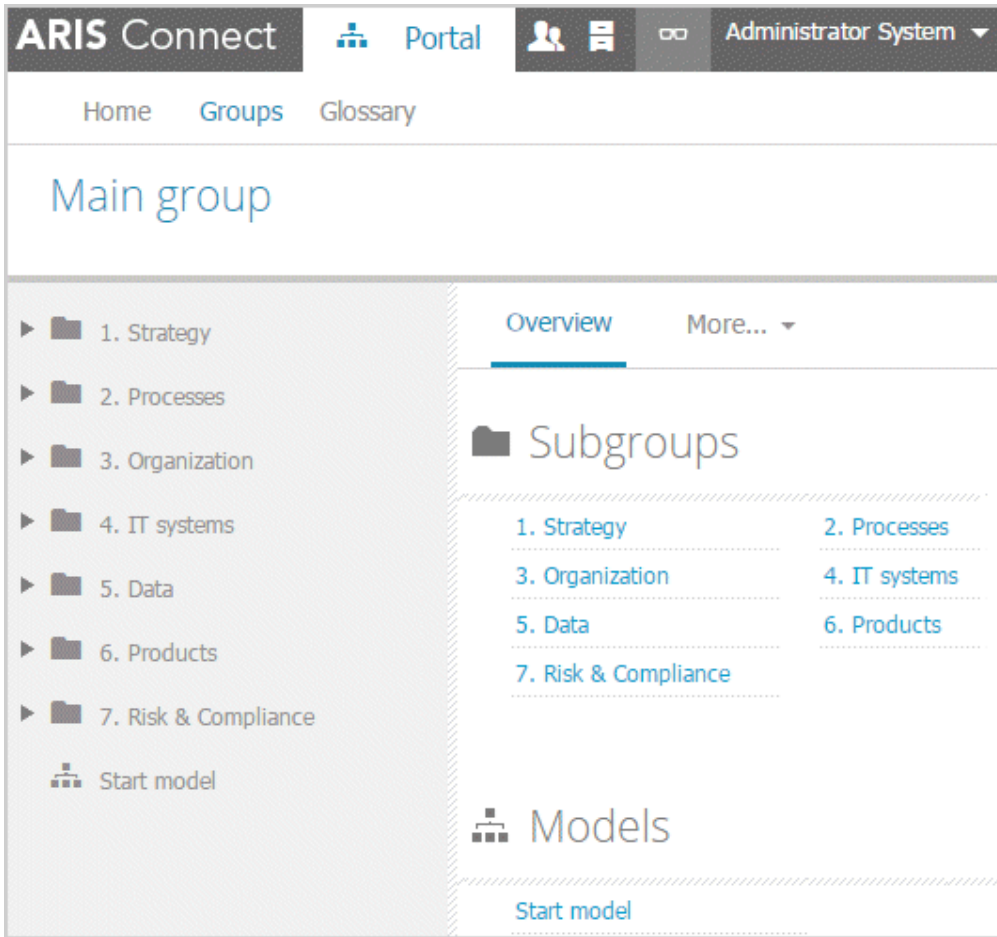 ARIS Connect Portal Administrator System
Home Groups Glossary
Main group
1. Strategy
2. Processes
3. Organization
4. IT systems
5. Data
6. Products
7. Risk & Compliance
Start model
Overview More...
Subgroups
1. Strategy 2. Processes
3. Organization 4. IT systems
5. Data 6. Products
7. Risk & Compliance
Models
Start model